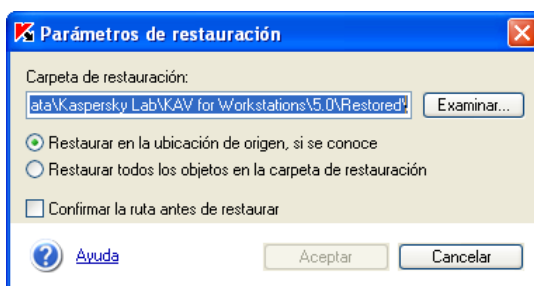 Parámetros de restauración
Carpeta de restauración:
ata\Kaspersky Lab\KAV for Workstations\5.0\Restored\
Examinar...
Restaurar en la ubicación de origen, si se conoce
Restaurar todos los objetos en la carpeta de restauración
Confirmar la ruta antes de restaurar
Ayuda
Aceptar
Cancelar